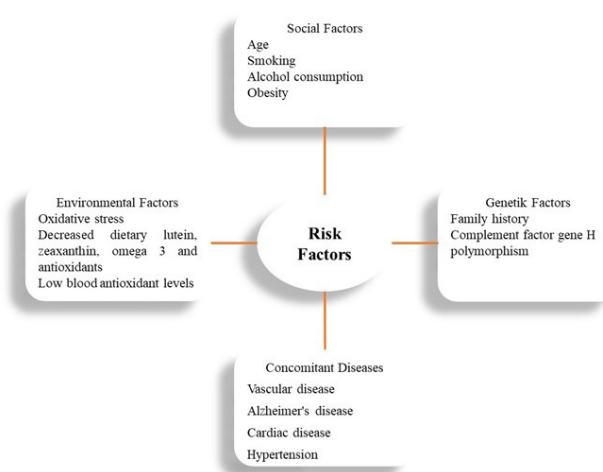 Social Factors
Age
Smoking
Alcohol consumption
Obesity
Environmental Factors
Oxidative stress
Decreased dietary lutein,
zeaxanthin, omega 3 and
antioxidants
Low blood antioxidant levels
Risk
Factors
Genetik Factors
Family history
Complement factor gene H
polymorphism
Concomitant Diseases
Vascular disease
Alzheimer's disease
Cardiac disease
Hypertension